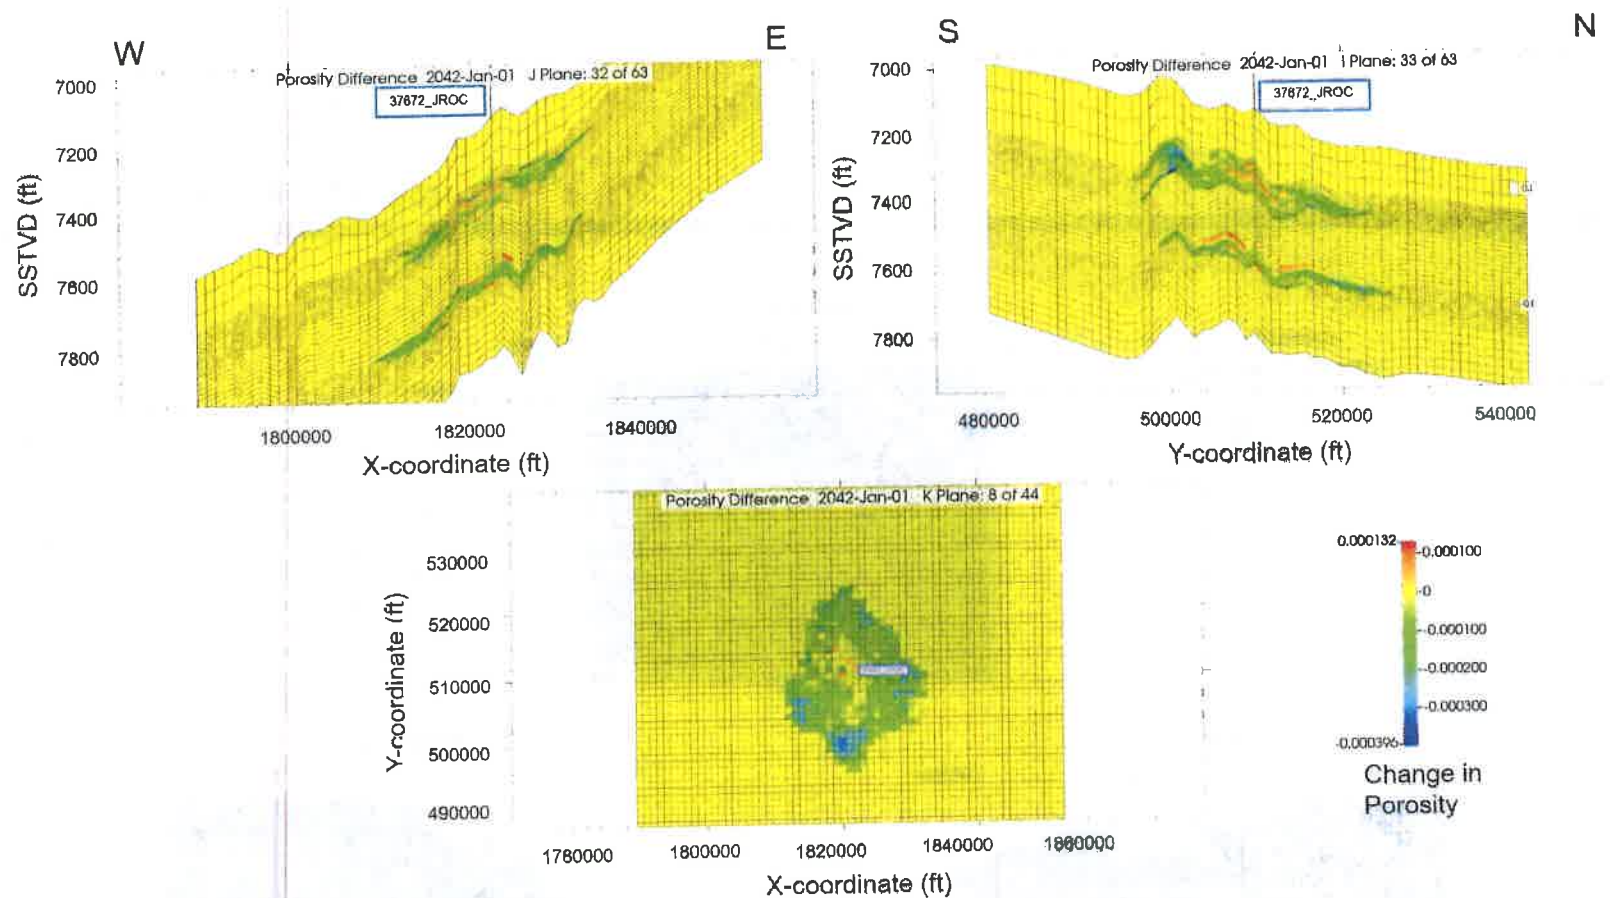 W
E
Porosity Difference 2042-Jan-01 J Plane: 32 of 63
37672_JROC
7000
7200
7400
7600
7800
SSTVD (ft)
1800000
1820000
1840000
X-coordinate (ft)
S
N
Porosity Difference 2042-Jan-01 I Plane: 33 of 63
37672_JROC
7000
7200
7400
7600
7800
SSTVD (ft)
480000
500000
520000
540000
Y-coordinate (ft)
Porosity Difference 2042-Jan-01 K Plane: 8 of 44
530000
520000
510000
500000
490000
Y-coordinate (ft)
1780000
1800000
1820000
1840000
1860000
X-coordinate (ft)
0.000132
0.000100
0
-0.000100
-0.000200
-0.000300
-0.000396
Change in
Porosity